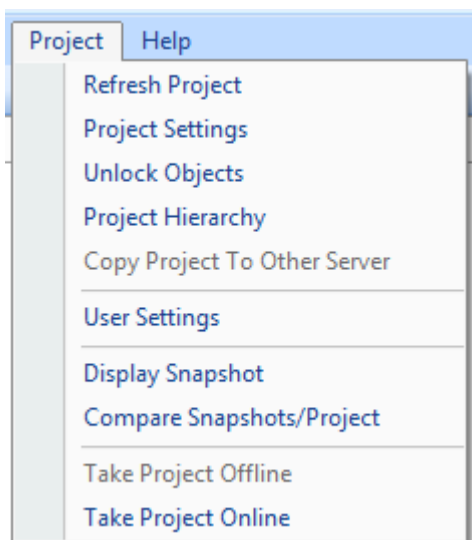 Project Help
Refresh Project
Project Settings
Unlock Objects
Project Hierarchy
Copy Project To Other Server
User Settings
Display Snapshot
Compare Snapshots/Project
Take Project Offline
Take Project Online